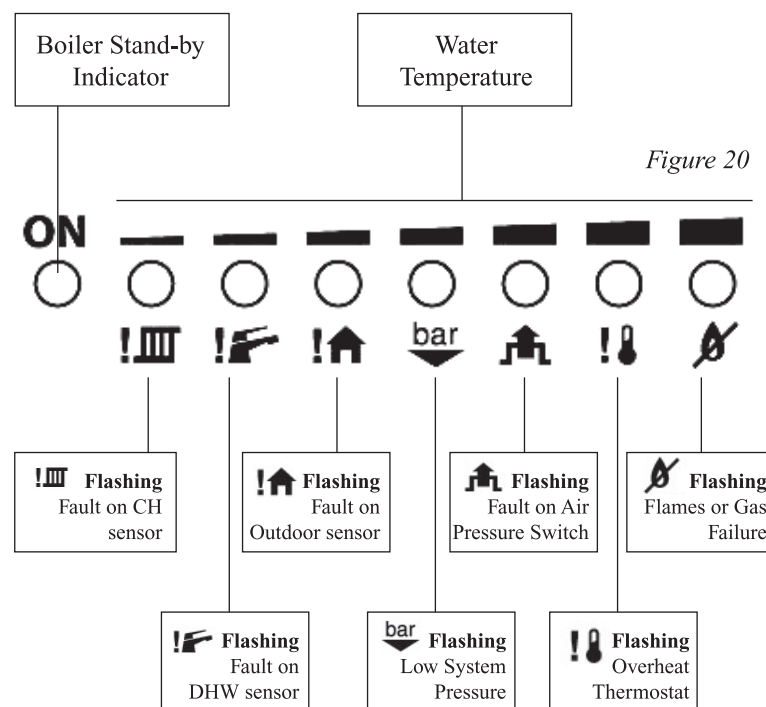 Boiler Stand-by
Indicator
Water
Temperature
Figure 20
ON
bar
Flashing
Fault on CH
sensor
Flashing
Fault on
Outdoor sensor
Flashing
Fault on Air
Pressure Switch
Flashing
Flames or Gas
Failure
Flashing
Fault on
DHW sensor
bar Flashing
Low System
Pressure
Flashing
Overheat
Thermostat